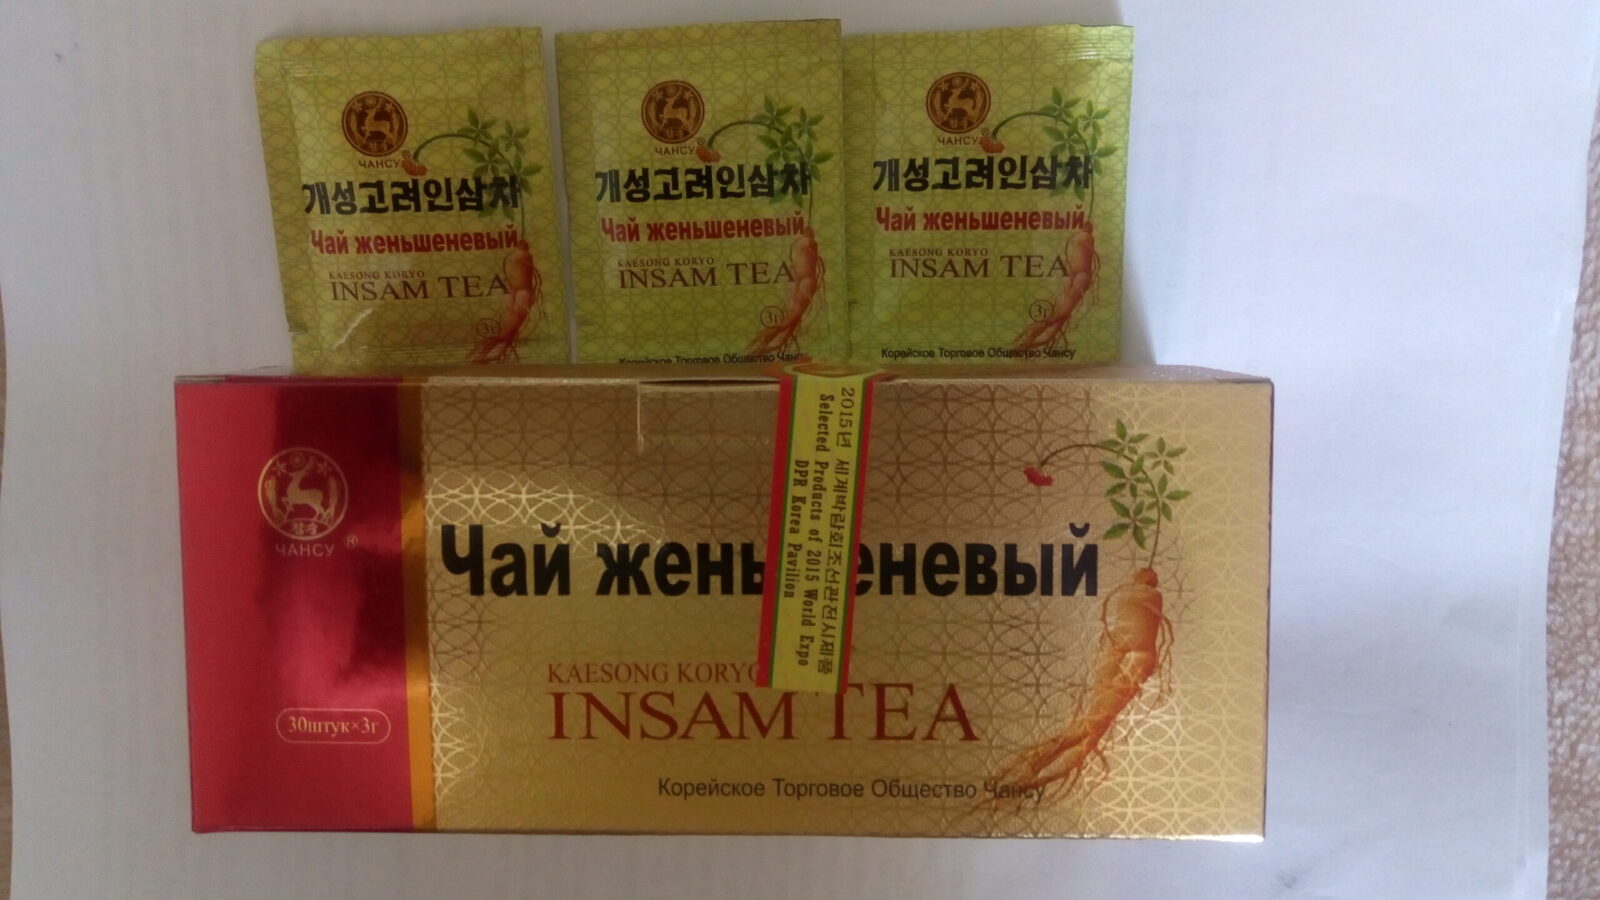 ЧАНСУ
개성고려인삼차
Чай женьшеневый
KAESONG KORYO
INSAM TEA
3г
ЧАНСУ
개성고려인삼차
Чай женьшеневый
KAESONG KORYO
INSAM TEA
3г
Корейское Торговое Общество Чансу
ЧАНСУ
개성고려인삼차
Чай женьшеневый
KAESONG KORYO
INSAM TEA
3г
Корейское Торговое Общество Чансу
장수
ЧАНСУ ®
30штук×3г
Чай жень еневый
KAESONG KORYO
INSAM TEA
Корейское Торговое Общество Чансу
2015년 세계박람회조선관전시제품
Selected Products of 2015 World Expo
DPR Korea Pavilion